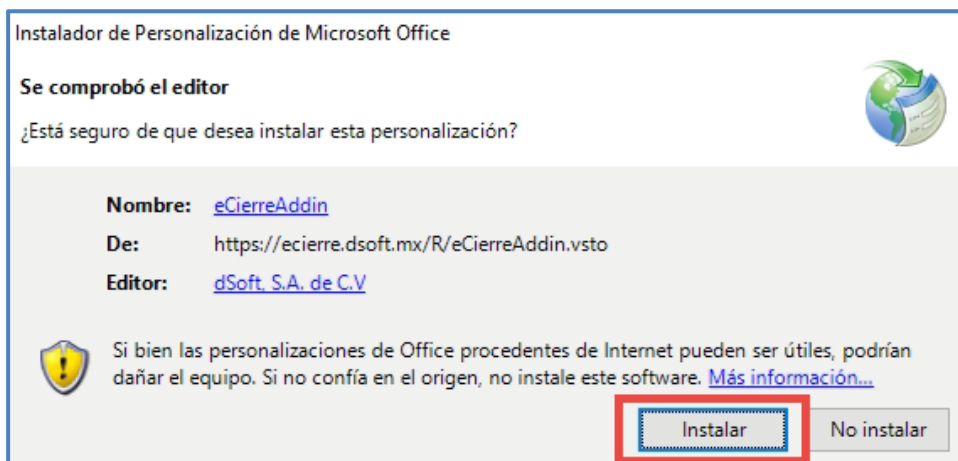 Instalador de Personalización de Microsoft Office
Se comprobó el editor
¿Está seguro de que desea instalar esta personalización?
Nombre: eCierreAddin
De: https://ecierre.dsoft.mx/R/eCierreAddin.vsto
Editor: dSoft, S.A. de C.V
Si bien las personalizaciones de Office procedentes de Internet pueden ser útiles, podrían
dañar el equipo. Si no confía en el origen, no instale este software. Más información...
Instalar No instalar